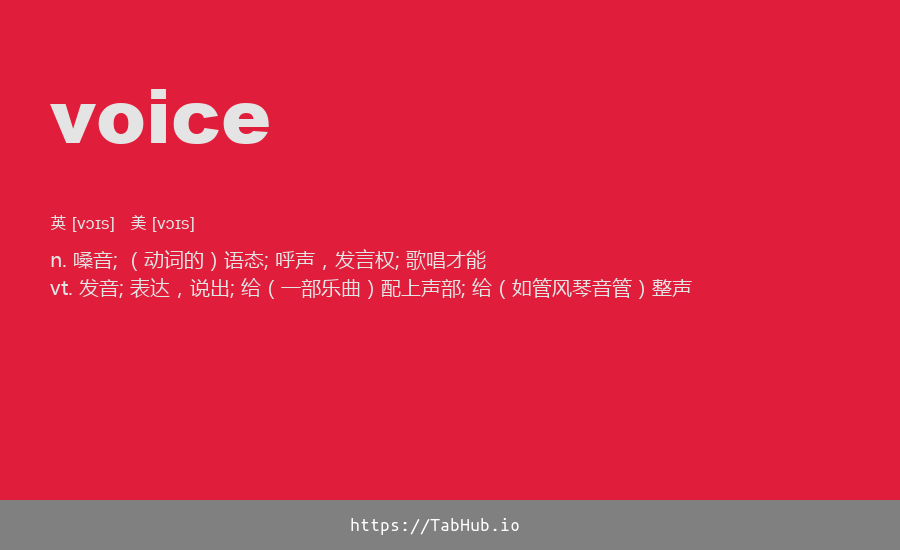 voice
英 [vɔɪs] 美 [vɔɪs]
n. 嗓音; （动词的）语态; 呼声，发言权; 歌唱才能
vt. 发音; 表达，说出; 给（一部乐曲）配上声部; 给（如管风琴音管）整声
https://TabHub.io